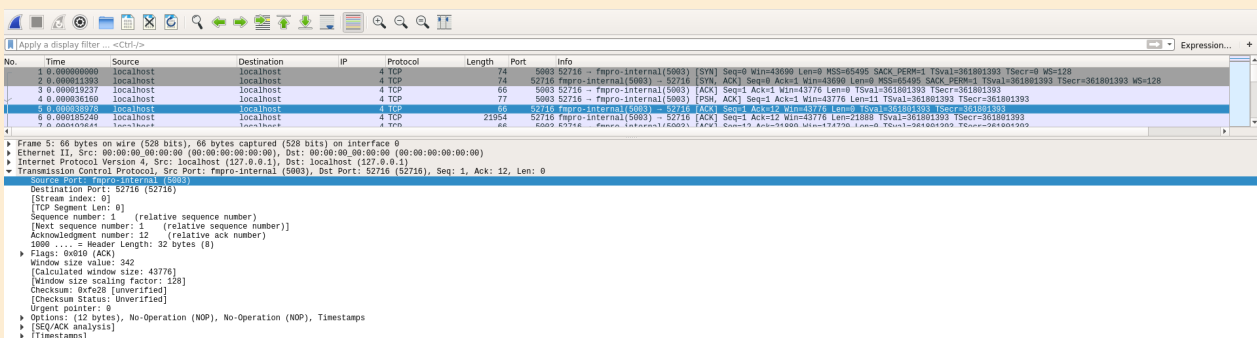 Apply a display filter ... <Ctrl-/>
Expression... +
No. Time Source Destination IP Protocol Length Port Info
1 0.000000000 localhost localhost 4 TCP 74 5003 52716 → fmpro-internal(5003) [SYN] Seq=0 Win=43690 Len=0 MSS=65495 SACK_PERM=1 TSval=361801393 TSecr=0 WS=128
2 0.000011393 localhost localhost 4 TCP 74 52716 fmpro-internal(5003) → 52716 [SYN, ACK] Seq=0 Ack=1 Win=43690 Len=0 MSS=65495 SACK_PERM=1 TSval=361801393 TSecr=361801393 WS=128
3 0.000019237 localhost localhost 4 TCP 66 5003 52716 → fmpro-internal(5003) [ACK] Seq=1 Ack=1 Win=43776 Len=0 TSval=361801393 TSecr=361801393
4 0.000036160 localhost localhost 4 TCP 77 5003 52716 → fmpro-internal(5003) [PSH, ACK] Seq=1 Ack=1 Win=43776 Len=11 TSval=361801393 TSecr=361801393
5 0.000038978 localhost localhost 4 TCP 66 52716 fmpro-internal(5003) → 52716 [ACK] Seq=1 Ack=12 Win=43776 Len=0 TSval=361801393 TSecr=361801393
6 0.000185240 localhost localhost 4 TCP 21954 52716 fmpro-internal(5003) → 52716 [ACK] Seq=1 Ack=12 Win=43776 Len=21888 TSval=361801393 TSecr=361801393
Frame 5: 66 bytes on wire (528 bits), 66 bytes captured (528 bits) on interface 0
Ethernet II, Src: 00:00:00_00:00:00 (00:00:00:00:00:00), Dst: 00:00:00_00:00:00 (00:00:00:00:00:00)
Internet Protocol Version 4, Src: localhost (127.0.0.1), Dst: localhost (127.0.0.1)
Transmission Control Protocol, Src Port: fmpro-internal (5003), Dst Port: 52716 (52716), Seq: 1, Ack: 12, Len: 0
Source Port: fmpro-internal (5003)
Destination Port: 52716 (52716)
[Stream index: 0]
[TCP Segment Len: 0]
Sequence number: 1 (relative sequence number)
[Next sequence number: 1 (relative sequence number)]
Acknowledgment number: 12 (relative ack number)
1000 .... = Header Length: 32 bytes (8)
Flags: 0x010 (ACK)
Window size value: 342
[Calculated window size: 43776]
[Window size scaling factor: 128]
Checksum: 0xfe28 [unverified]
[Checksum Status: Unverified]
Urgent pointer: 0
Options: (12 bytes), No-Operation (NOP), No-Operation (NOP), Timestamps
[SEQ/ACK analysis]
[Timestamps]